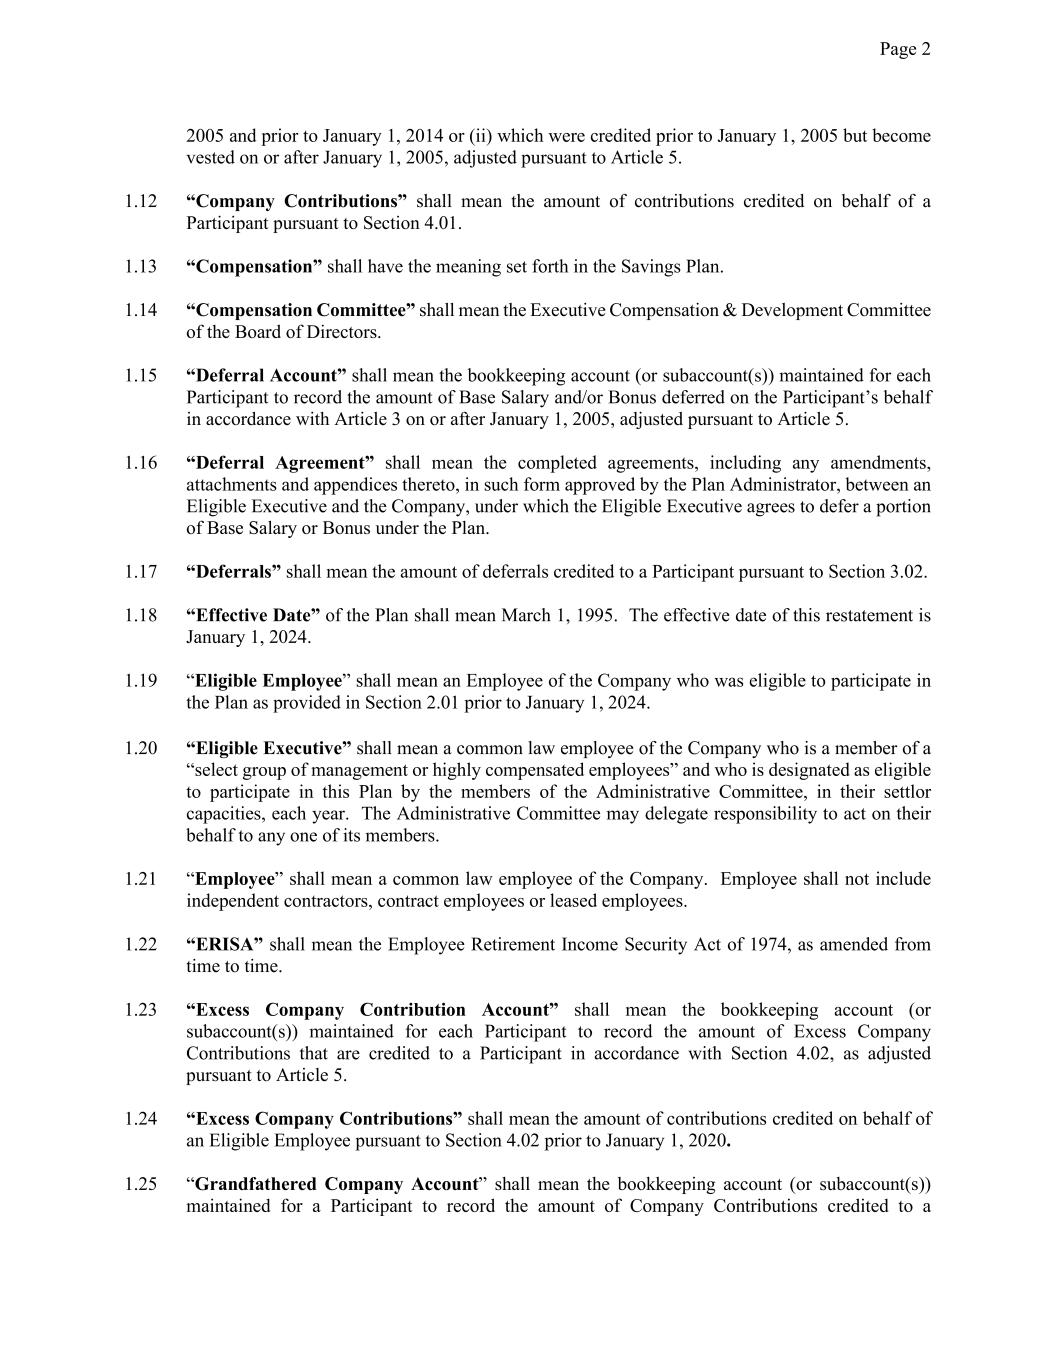 Page 2
2005 and prior to January 1, 2014 or (ii) which were credited prior to January 1, 2005 but become
vested on or after January 1, 2005, adjusted pursuant to Article 5.
1.12 “Company Contributions” shall mean the amount of contributions credited on behalf of a
Participant pursuant to Section 4.01.
1.13 “Compensation” shall have the meaning set forth in the Savings Plan.
1.14 “Compensation Committee” shall mean the Executive Compensation & Development Committee
of the Board of Directors.
1.15 “Deferral Account” shall mean the bookkeeping account (or subaccount(s)) maintained for each
Participant to record the amount of Base Salary and/or Bonus deferred on the Participant’s behalf
in accordance with Article 3 on or after January 1, 2005, adjusted pursuant to Article 5.
1.16 “Deferral Agreement” shall mean the completed agreements, including any amendments,
attachments and appendices thereto, in such form approved by the Plan Administrator, between an
Eligible Executive and the Company, under which the Eligible Executive agrees to defer a portion
of Base Salary or Bonus under the Plan.
1.17 “Deferrals” shall mean the amount of deferrals credited to a Participant pursuant to Section 3.02.
1.18 “Effective Date” of the Plan shall mean March 1, 1995. The effective date of this restatement is
January 1, 2024.
1.19 “Eligible Employee” shall mean an Employee of the Company who was eligible to participate in
the Plan as provided in Section 2.01 prior to January 1, 2024.
1.20 “Eligible Executive” shall mean a common law employee of the Company who is a member of a
“select group of management or highly compensated employees” and who is designated as eligible
to participate in this Plan by the members of the Administrative Committee, in their settlor
capacities, each year. The Administrative Committee may delegate responsibility to act on their
behalf to any one of its members.
1.21 “Employee” shall mean a common law employee of the Company. Employee shall not include
independent contractors, contract employees or leased employees.
1.22 “ERISA” shall mean the Employee Retirement Income Security Act of 1974, as amended from
time to time.
1.23 “Excess Company Contribution Account” shall mean the bookkeeping account (or
subaccount(s)) maintained for each Participant to record the amount of Excess Company
Contributions that are credited to a Participant in accordance with Section 4.02, as adjusted
pursuant to Article 5.
1.24 “Excess Company Contributions” shall mean the amount of contributions credited on behalf of
an Eligible Employee pursuant to Section 4.02 prior to January 1, 2020.
1.25 “Grandfathered Company Account” shall mean the bookkeeping account (or subaccount(s))
maintained for a Participant to record the amount of Company Contributions credited to a